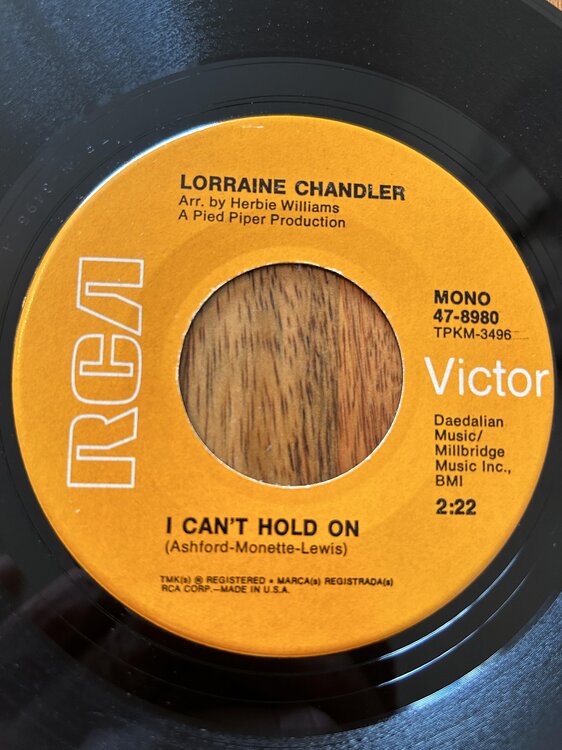 LORRAINE CHANDLER
Arr. by Herbie Williams
A Pied Piper Production
RCA
MONO
47-8980
TPKM-3496
Victor
Daedalian
Music/
Millbridge
Music Inc.,
BMI
2:22
I CAN'T HOLD ON
(Ashford-Monette-Lewis)
TMK(s) ® REGISTERED • MARCA(s) REGISTRADA(s)
RCA CORP.—MADE IN U.S.A.